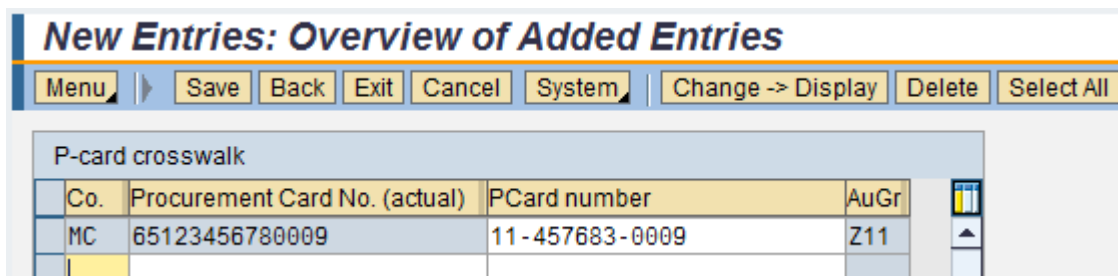 New Entries: Overview of Added Entries
Menu Save Back Exit Cancel System Change -> Display Delete Select All
P-card crosswalk
Co. Procurement Card No. (actual) PCard number AuGr
MC 65123456780009 11-457683-0009 Z11